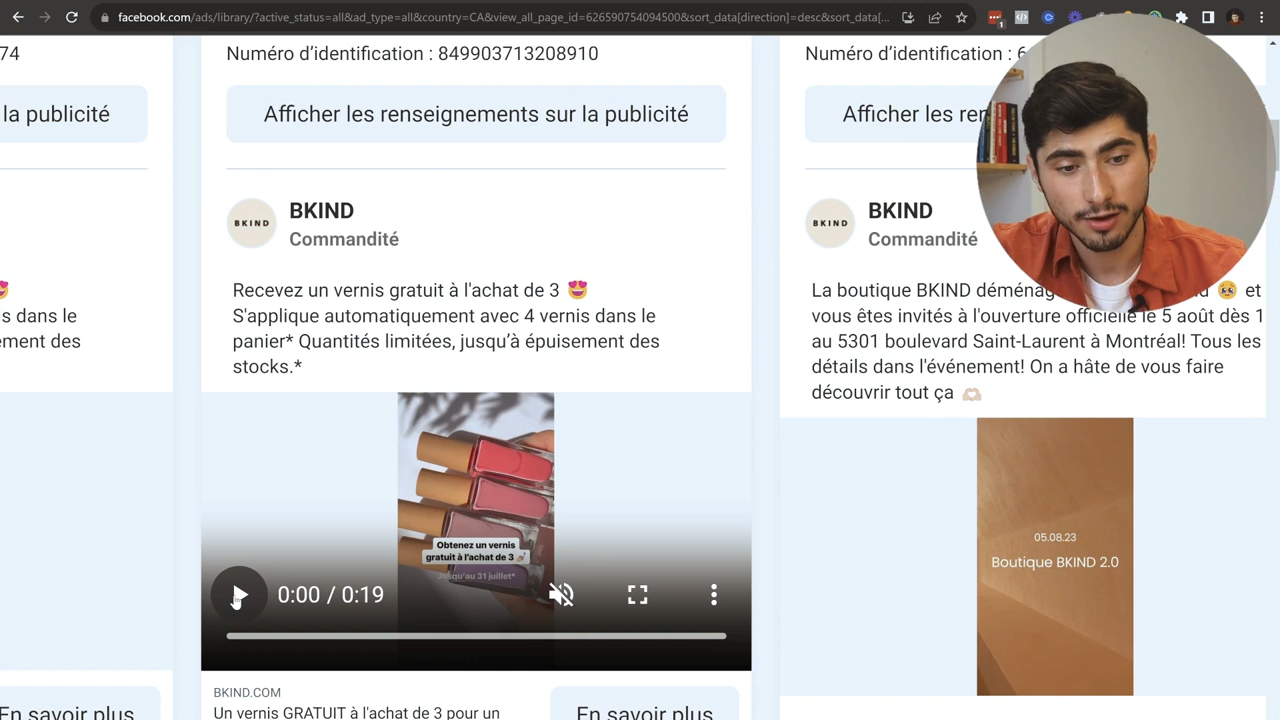 facebook.com/ads/library/?active_status=all&ad_type=all&country=CA&view_all_page_id=626590754094500&sort_data[direction]=desc&sort_data[...
1
74
la publicité
s dans le
ement des
En savoir plus
Numéro d'identification : 849903713208910
Afficher les renseignements sur la publicité
BKIND
BKIND
Commandité
Recevez un vernis gratuit à l'achat de 3 😍
S'applique automatiquement avec 4 vernis dans le
panier* Quantités limitées, jusqu'à épuisement des
stocks.*
Obtenez un vernis
gratuit à l'achat de 3 💅
Jusqu'au 31 juillet*
0:00 / 0:19
BKIND.COM
Un vernis GRATUIT à l'achat de 3 pour un
En savoir plus
Numéro d'identification : 6
Afficher les ren
BKIND
BKIND
Commandité
La boutique BKIND déménag 🥹 et
vous êtes invités à l'ouverture officielle le 5 août dès 1
au 5301 boulevard Saint-Laurent à Montréal! Tous les
détails dans l'événement! On a hâte de vous faire
découvrir tout ça 🫶🏻
05.08.23
Boutique BKIND 2.0